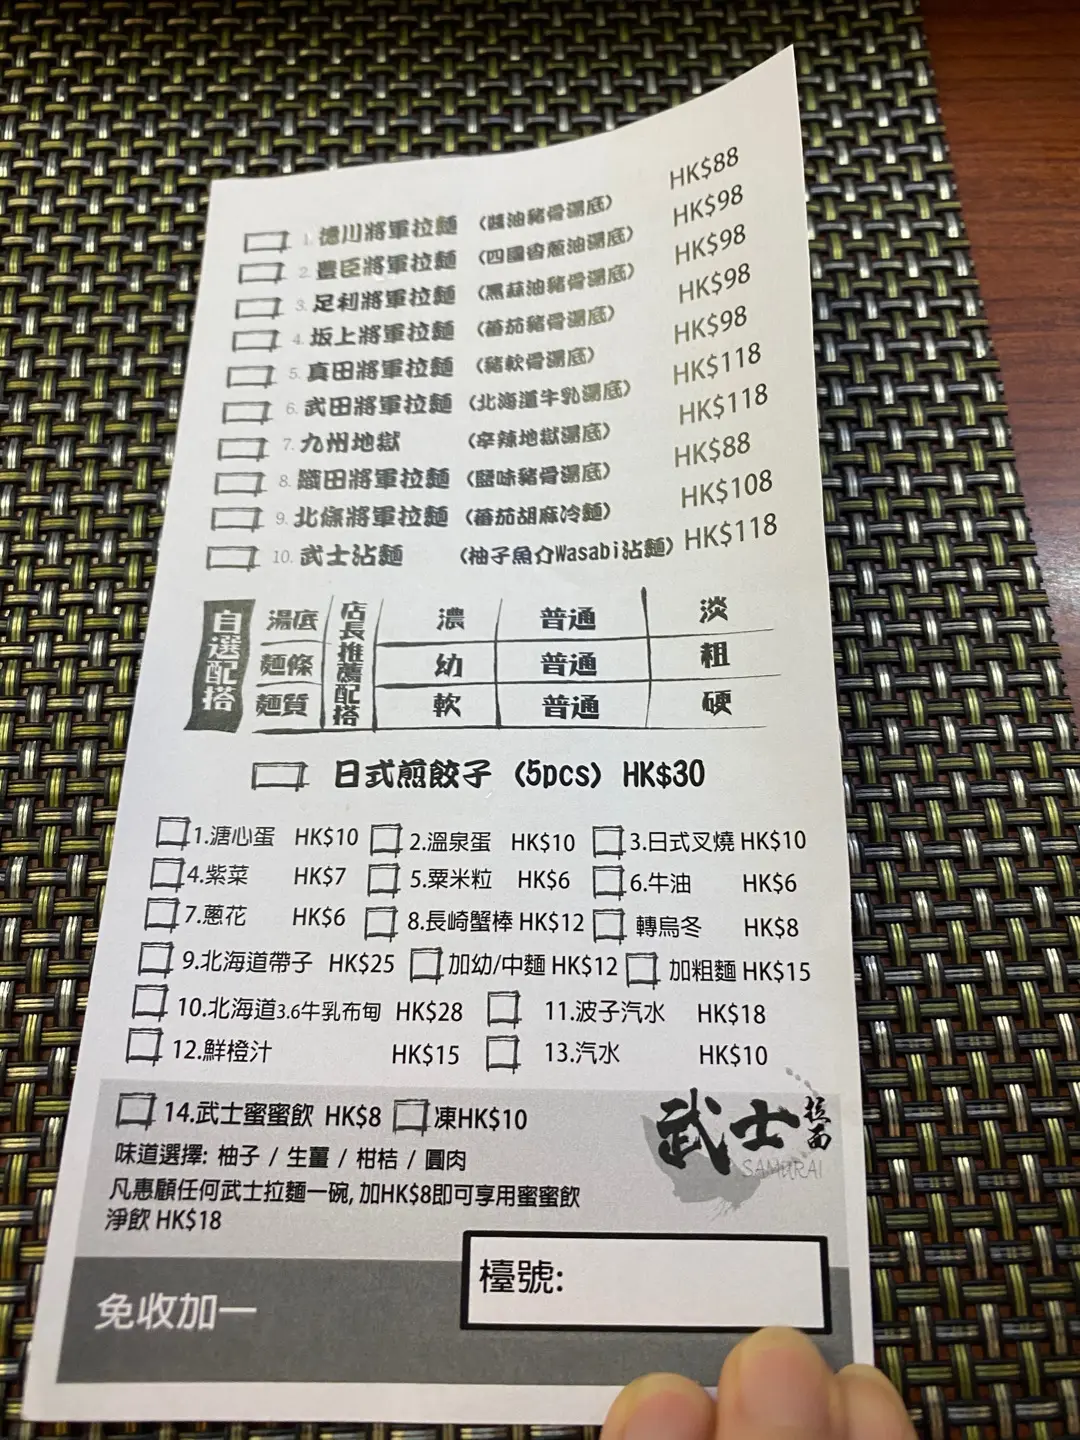 1. 德川將軍拉麵 (醬油豬骨湯底) HK$88
2. 豐臣將軍拉麵 (四國香蔥油湯底) HK$98
3. 足利將軍拉麵 (黑蒜油豬骨湯底) HK$98
4. 坂上將軍拉麵 (蕃茄豬骨湯底) HK$98
5. 真田將軍拉麵 (豬軟骨湯底) HK$98
6. 武田將軍拉麵 (北海道牛乳湯底) HK$118
7. 九州地獄 (辛辣地獄湯底) HK$118
8. 織田將軍拉麵 (鹽味豬骨湯底) HK$88
9. 北條將軍拉麵 (蕃茄胡麻冷麵) HK$108
10. 武士沾麵 (柚子魚介Wasabi沾麵) HK$118
自選配搭 店長推薦配搭
湯底 濃 普通 淡
麵條 幼 普通 粗
麵質 軟 普通 硬
日式煎餃子 (5pcs) HK$30
1.溏心蛋 HK$10 2.溫泉蛋 HK$10 3.日式叉燒 HK$10
4.紫菜 HK$7 5.粟米粒 HK$6 6.牛油 HK$6
7.蔥花 HK$6 8.長崎蟹棒 HK$12 轉烏冬 HK$8
9.北海道帶子 HK$25 加幼/中麵 HK$12 加粗麵 HK$15
10.北海道3.6牛乳布甸 HK$28 11.波子汽水 HK$18
12.鮮橙汁 HK$15 13.汽水 HK$10
14.武士蜜蜜飲 HK$8 凍HK$10
味道選擇: 柚子 / 生薑 / 柑桔 / 圓肉
凡惠顧任何武士拉麵一碗, 加HK$8即可享用蜜蜜飲
淨飲 HK$18
武士拉面
SAMURAI
檯號:
免收加一